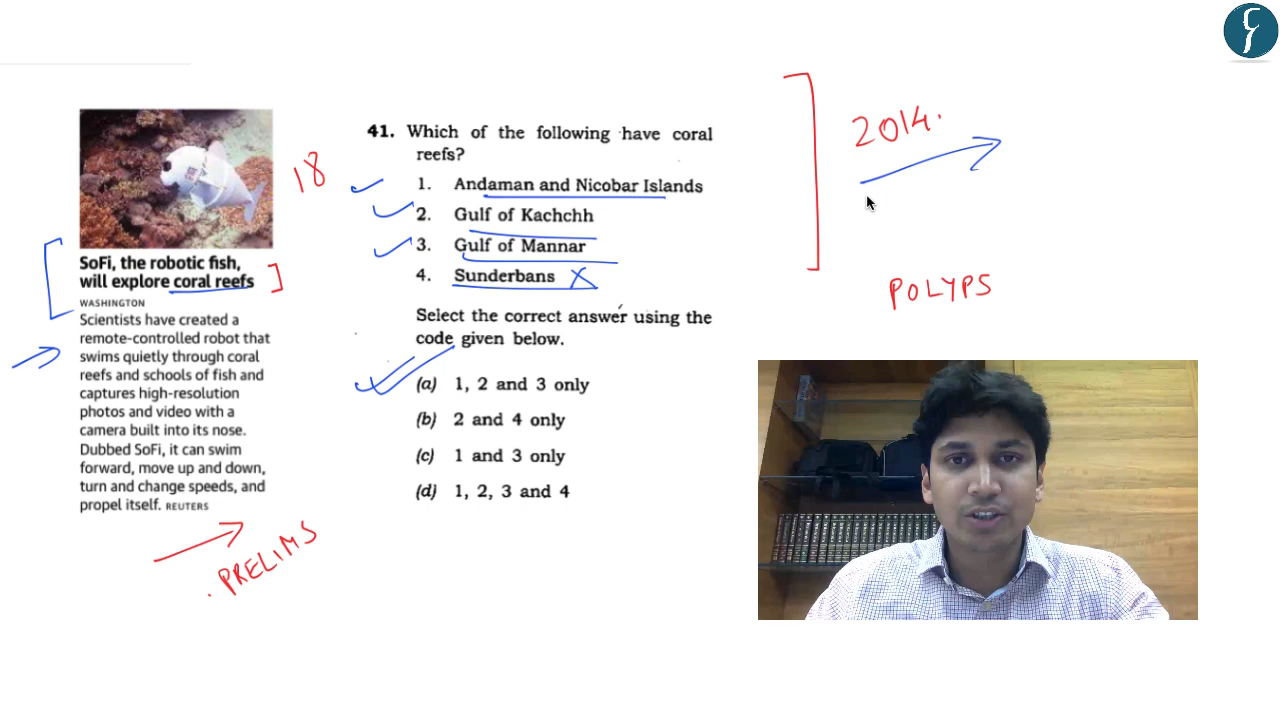 SoFi, the robotic fish,
will explore coral reefs
WASHINGTON
Scientists have created a
remote-controlled robot that
swims quietly through coral
reefs and schools of fish and
captures high-resolution
photos and video with a
camera built into its nose.
Dubbed SoFi, it can swim
forward, move up and down,
turn and change speeds, and
propel itself. REUTERS
PRELIMS
18
41. Which of the following have coral
reefs?
1. Andaman and Nicobar Islands
2. Gulf of Kachchh
3. Gulf of Mannar
4. Sunderbans
Select the correct answer using the
code given below.
(a) 1, 2 and 3 only
(b) 2 and 4 only
(c) 1 and 3 only
(d) 1, 2, 3 and 4
2014.
POLYPS